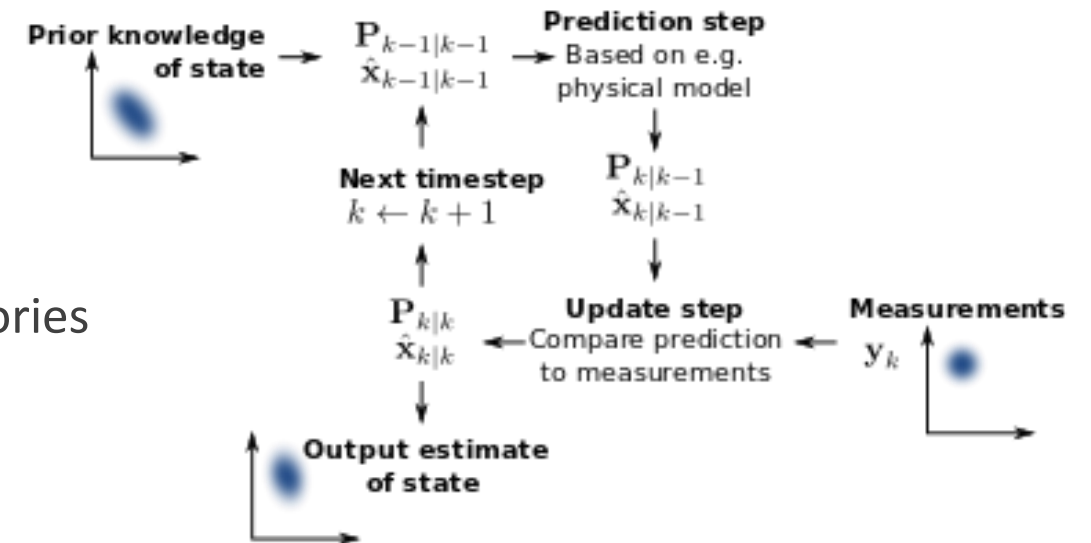 Prior knowledge
of state
P_{k-1|k-1}
x̂_{k-1|k-1}
Prediction step
Based on e.g.
physical model
P_{k|k-1}
x̂_{k|k-1}
Next timestep
k ← k + 1
ories
P_{k|k}
x̂_{k|k}
Update step
Compare prediction
to measurements
Measurements
y_k
Output estimate
of state